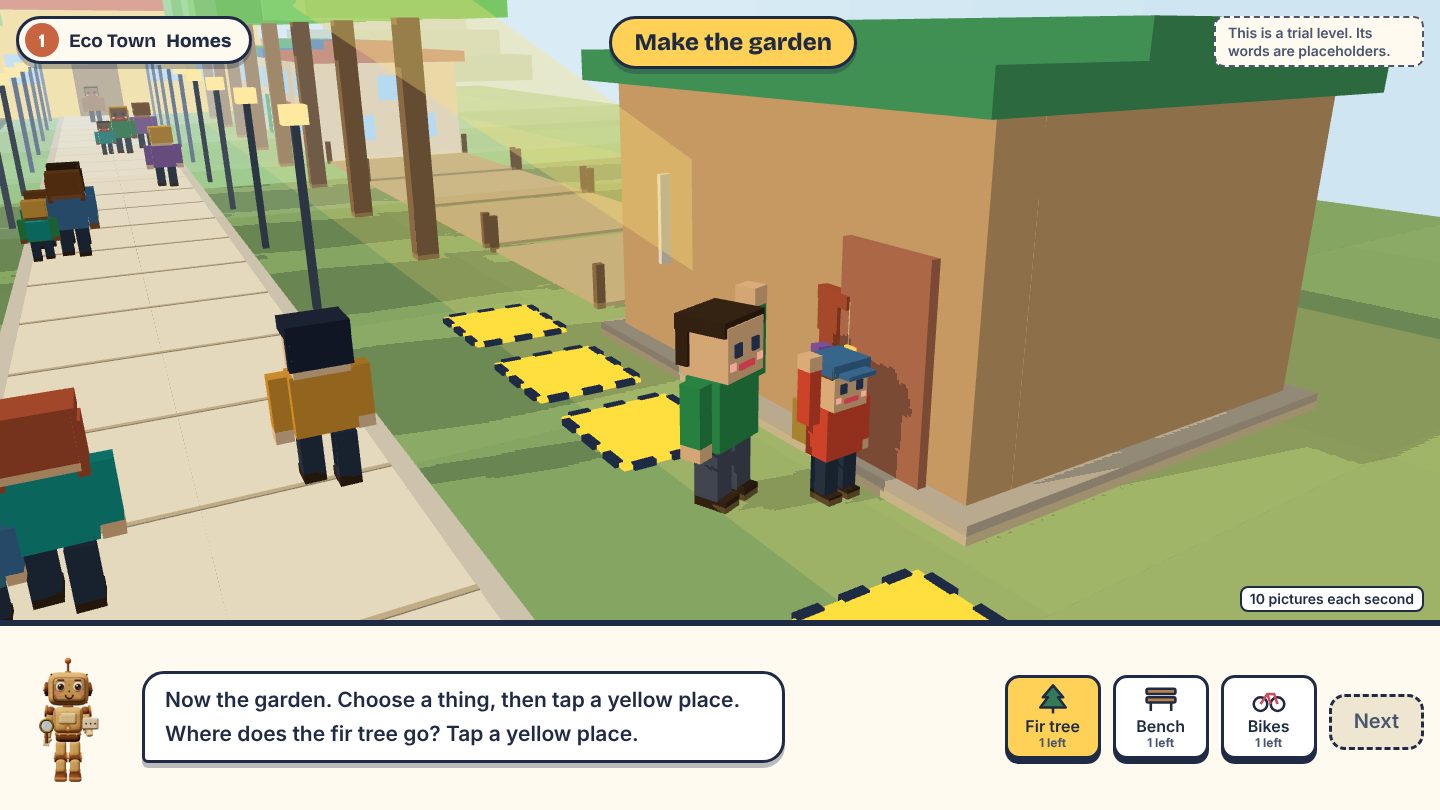 1 Eco Town Homes
Make the garden
This is a trial level. Its
words are placeholders.
10 pictures each second
Now the garden. Choose a thing, then tap a yellow place.
Where does the fir tree go? Tap a yellow place.
Fir tree
1 left
Bench
1 left
Bikes
1 left
Next